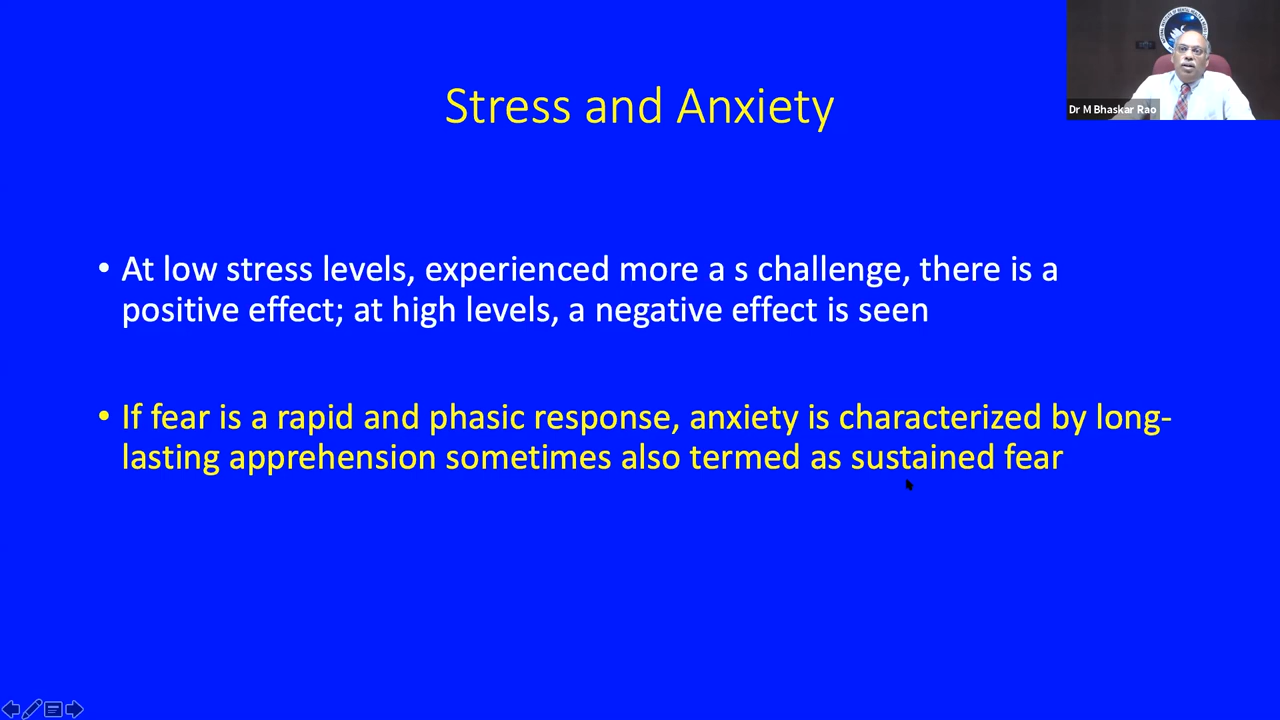 Stress and Anxiety
Dr M Bhaskar Rao
• At low stress levels, experienced more a s challenge, there is a
positive effect; at high levels, a negative effect is seen
• If fear is a rapid and phasic response, anxiety is characterized by long-
lasting apprehension sometimes also termed as sustained fear